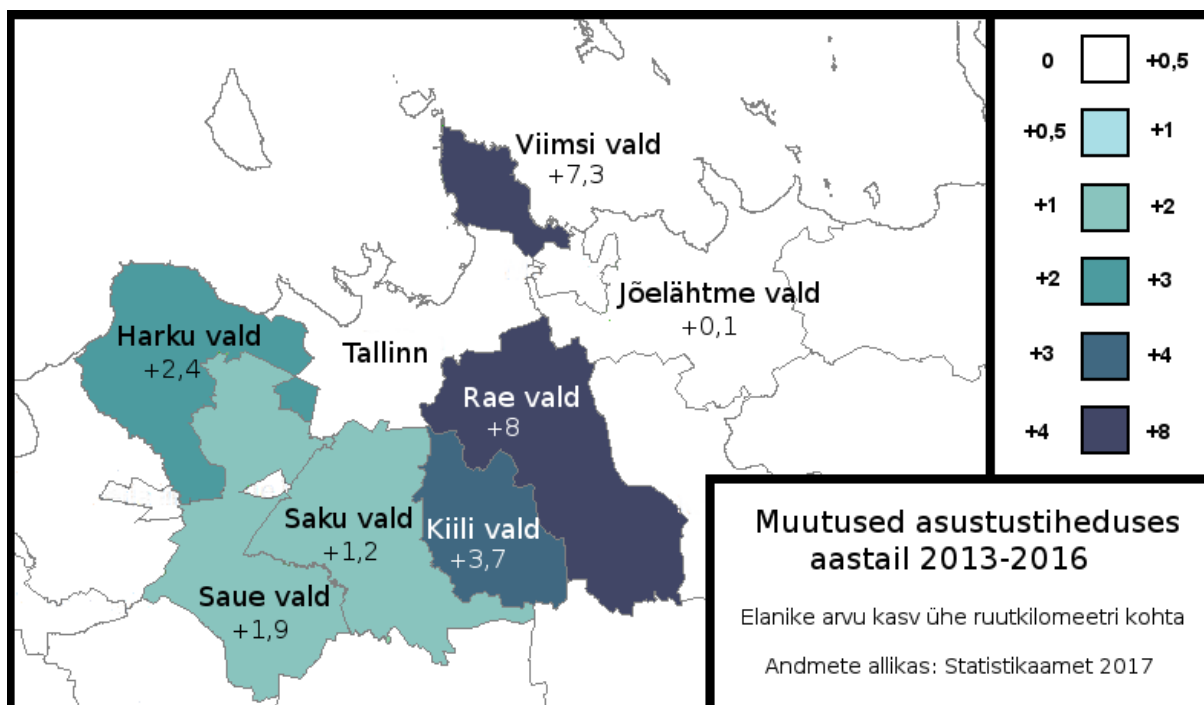 Viimsi vald
+7,3
Jõelähtme vald
+0,1
Harku vald
+2,4
Tallinn
Rae vald
+8
Saku vald
+1,2
Kiili vald
+3,7
Saue vald
+1,9
0 +0,5
+0,5 +1
+1 +2
+2 +3
+3 +4
+4 +8
Muutused asustustiheduses
aastail 2013-2016
Elanike arvu kasv ühe ruutkilomeetri kohta
Andmete allikas: Statistikaamet 2017